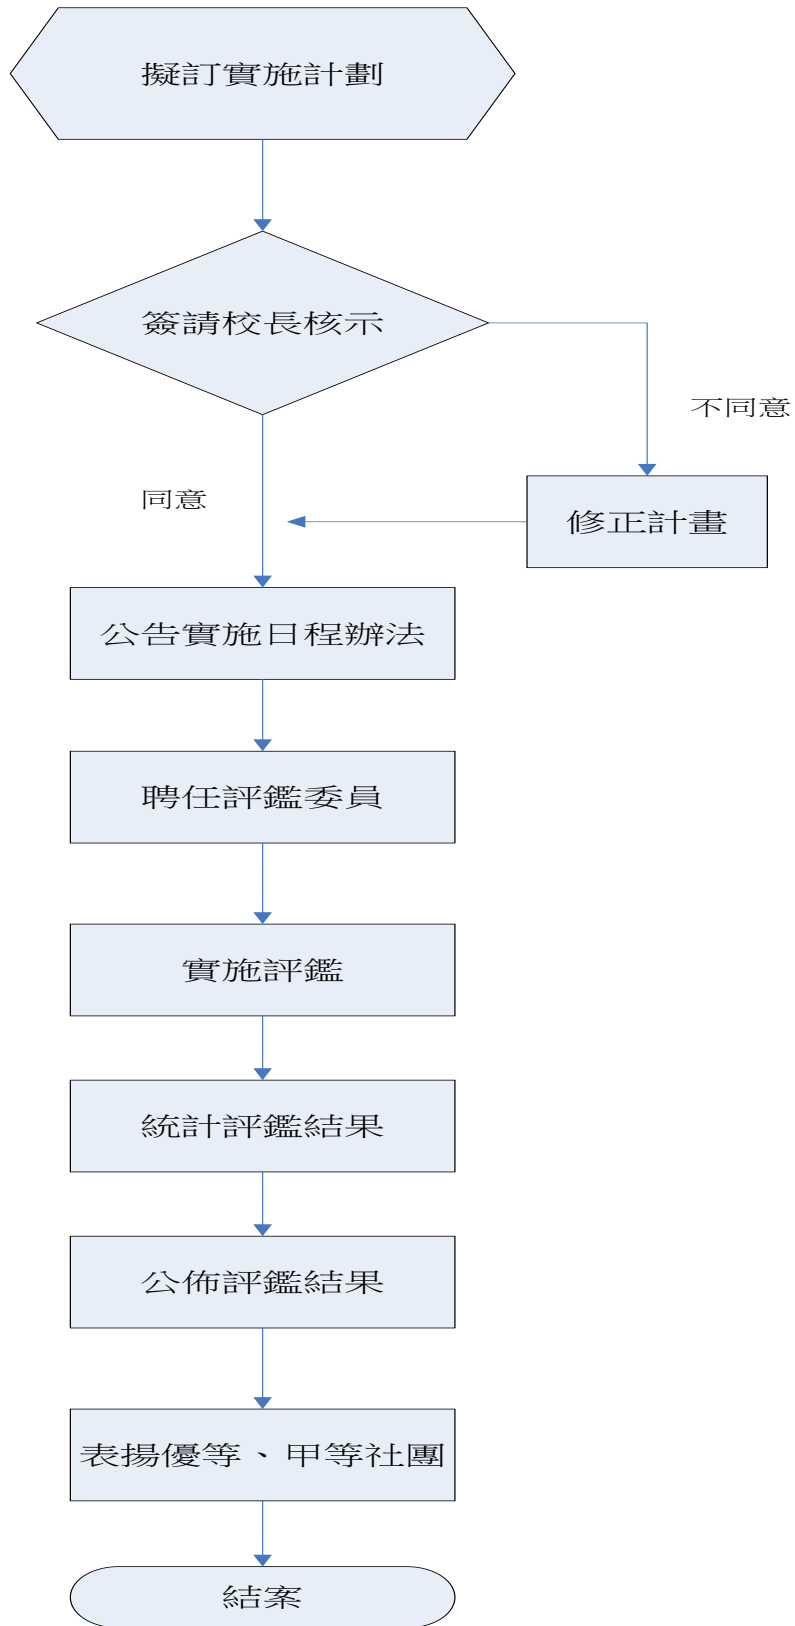 擬訂實施計劃
簽請校長核示
不同意
同意
修正計畫
公告實施日程辦法
聘任評鑑委員
實施評鑑
統計評鑑結果
公佈評鑑結果
表揚優等、甲等社團
結案